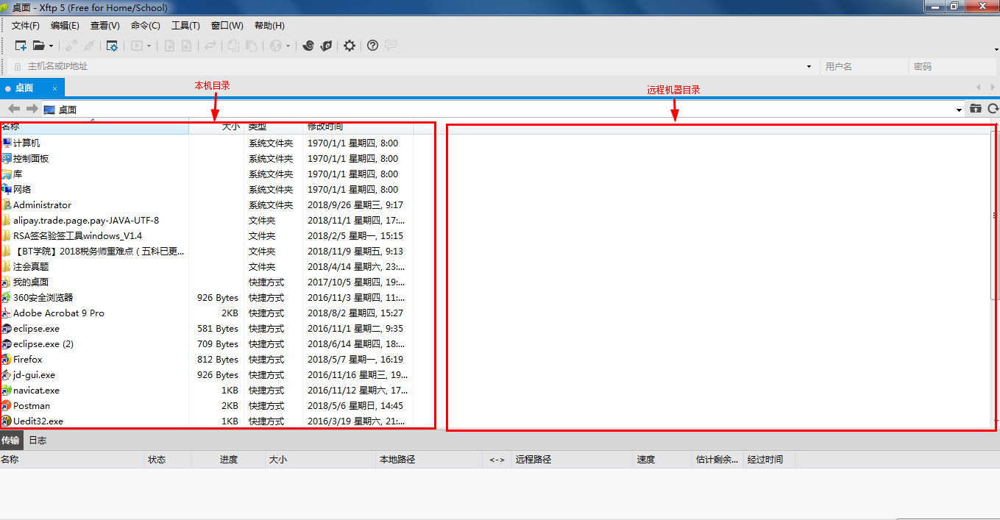 桌面 - Xftp 5 (Free for Home/School)
文件(F) 编辑(E) 查看(V) 命令(C) 工具(T) 窗口(W) 帮助(H)
主机名或IP地址 用户名 密码
桌面 ×
本机目录 远程机器目录
桌面
名称 大小 类型 修改时间
计算机 系统文件夹 1970/1/1 星期四, 8:00
控制面板 系统文件夹 1970/1/1 星期四, 8:00
库 系统文件夹 1970/1/1 星期四, 8:00
网络 系统文件夹 1970/1/1 星期四, 8:00
Administrator 系统文件夹 2018/9/26 星期三, 9:17
alipay.trade.page.pay-JAVA-UTF-8 文件夹 2018/11/1 星期四, 17:...
RSA签名验签工具windows_V1.4 文件夹 2018/2/5 星期一, 15:15
【BT学院】2018税务师重难点（五科已更... 文件夹 2018/11/9 星期五, 9:13
注会真题 文件夹 2018/4/14 星期六, 23:...
我的桌面 快捷方式 2017/10/5 星期四, 19:...
360安全浏览器 926 Bytes 快捷方式 2016/11/3 星期四, 11:...
Adobe Acrobat 9 Pro 2KB 快捷方式 2018/8/2 星期四, 15:27
eclipse.exe 581 Bytes 快捷方式 2016/11/1 星期二, 9:35
eclipse.exe (2) 709 Bytes 快捷方式 2018/6/14 星期四, 18:...
Firefox 812 Bytes 快捷方式 2018/5/7 星期一, 16:19
jd-gui.exe 926 Bytes 快捷方式 2016/11/16 星期三, 19...
navicat.exe 1KB 快捷方式 2016/11/12 星期六, 17...
Postman 2KB 快捷方式 2018/5/6 星期日, 14:45
Uedit32.exe 1KB 快捷方式 2016/3/19 星期六, 21:...
传输 日志
名称 状态 进度 大小 本地路径 <-> 远程路径 速度 估计剩余... 经过时间